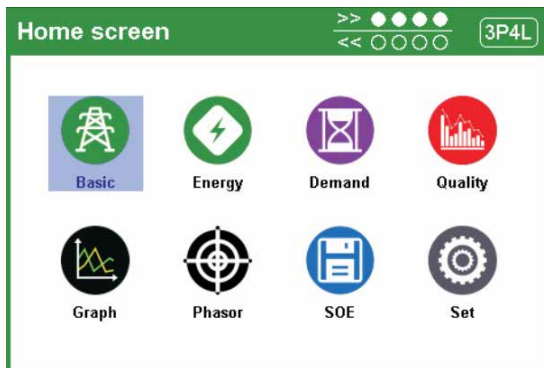 Home screen
>>
<<
3P4L
Basic Energy Demand Quality
Graph Phasor SOE Set